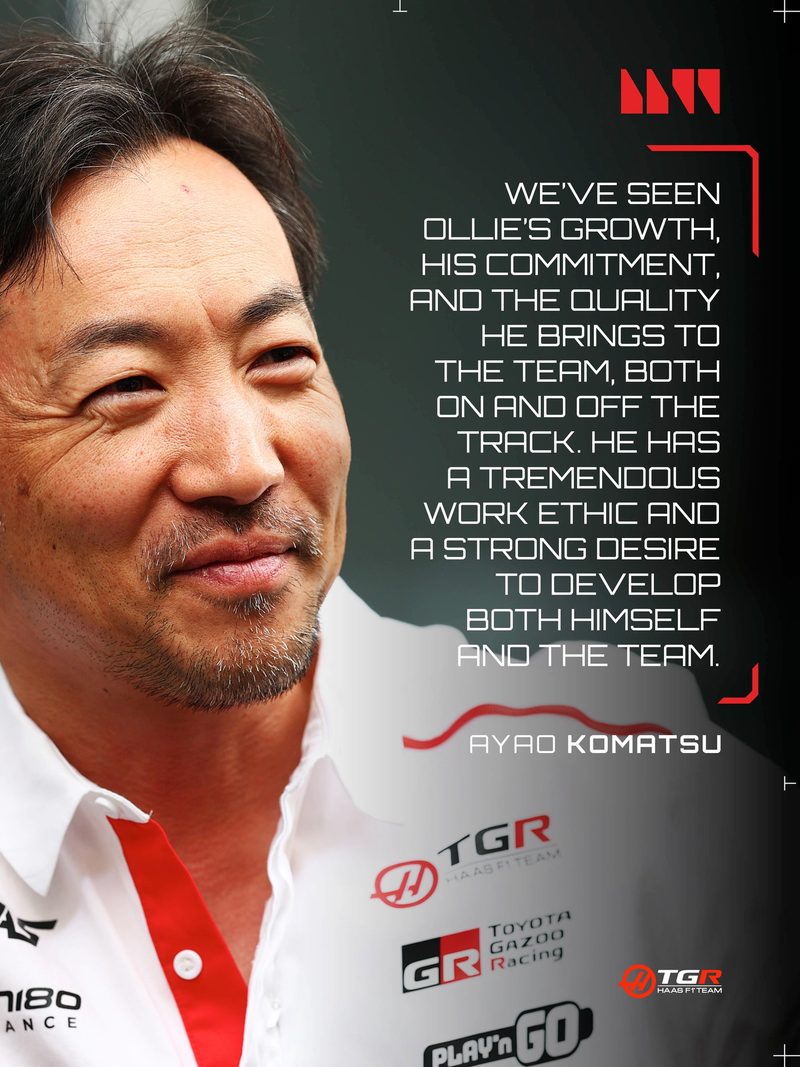 WE'VE SEEN
OLLIE'S GROWTH,
HIS COMMITMENT,
AND THE QUALITY
HE BRINGS TO
THE TEAM, BOTH
ON AND OFF THE
TRACK. HE HAS
A TREMENDOUS
WORK ETHIC AND
A STRONG DESIRE
TO DEVELOP
BOTH HIMSELF
AND THE TEAM.
AYAO KOMATSU
TGR
HAAS F1 TEAM
GR
TOYOTA
GAZOO
Racing
PLAY'n GO
TGR
HAAS F1 TEAM